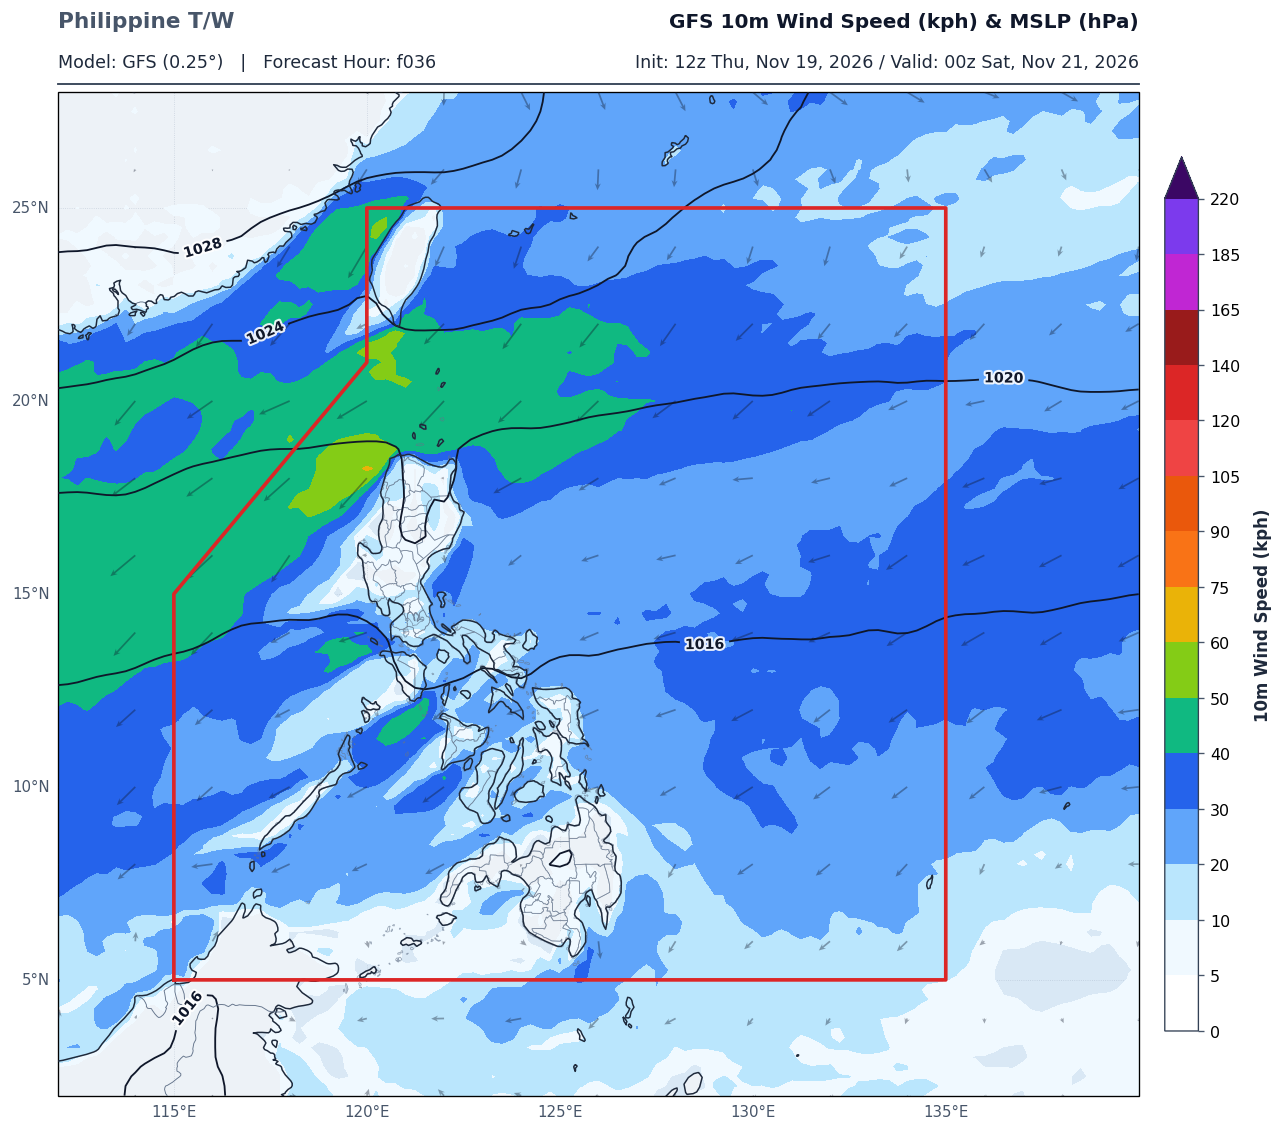 Philippine T/W
GFS 10m Wind Speed (kph) & MSLP (hPa)
Model: GFS (0.25°)   |   Forecast Hour: f036
Init: 12z Thu, Nov 19, 2026 / Valid: 00z Sat, Nov 21, 2026
25°N
20°N
15°N
10°N
5°N
115°E
120°E
125°E
130°E
135°E
1028
1024
1020
1016
1016
220
185
165
140
120
105
90
75
60
50
40
30
20
10
5
0
10m Wind Speed (kph)